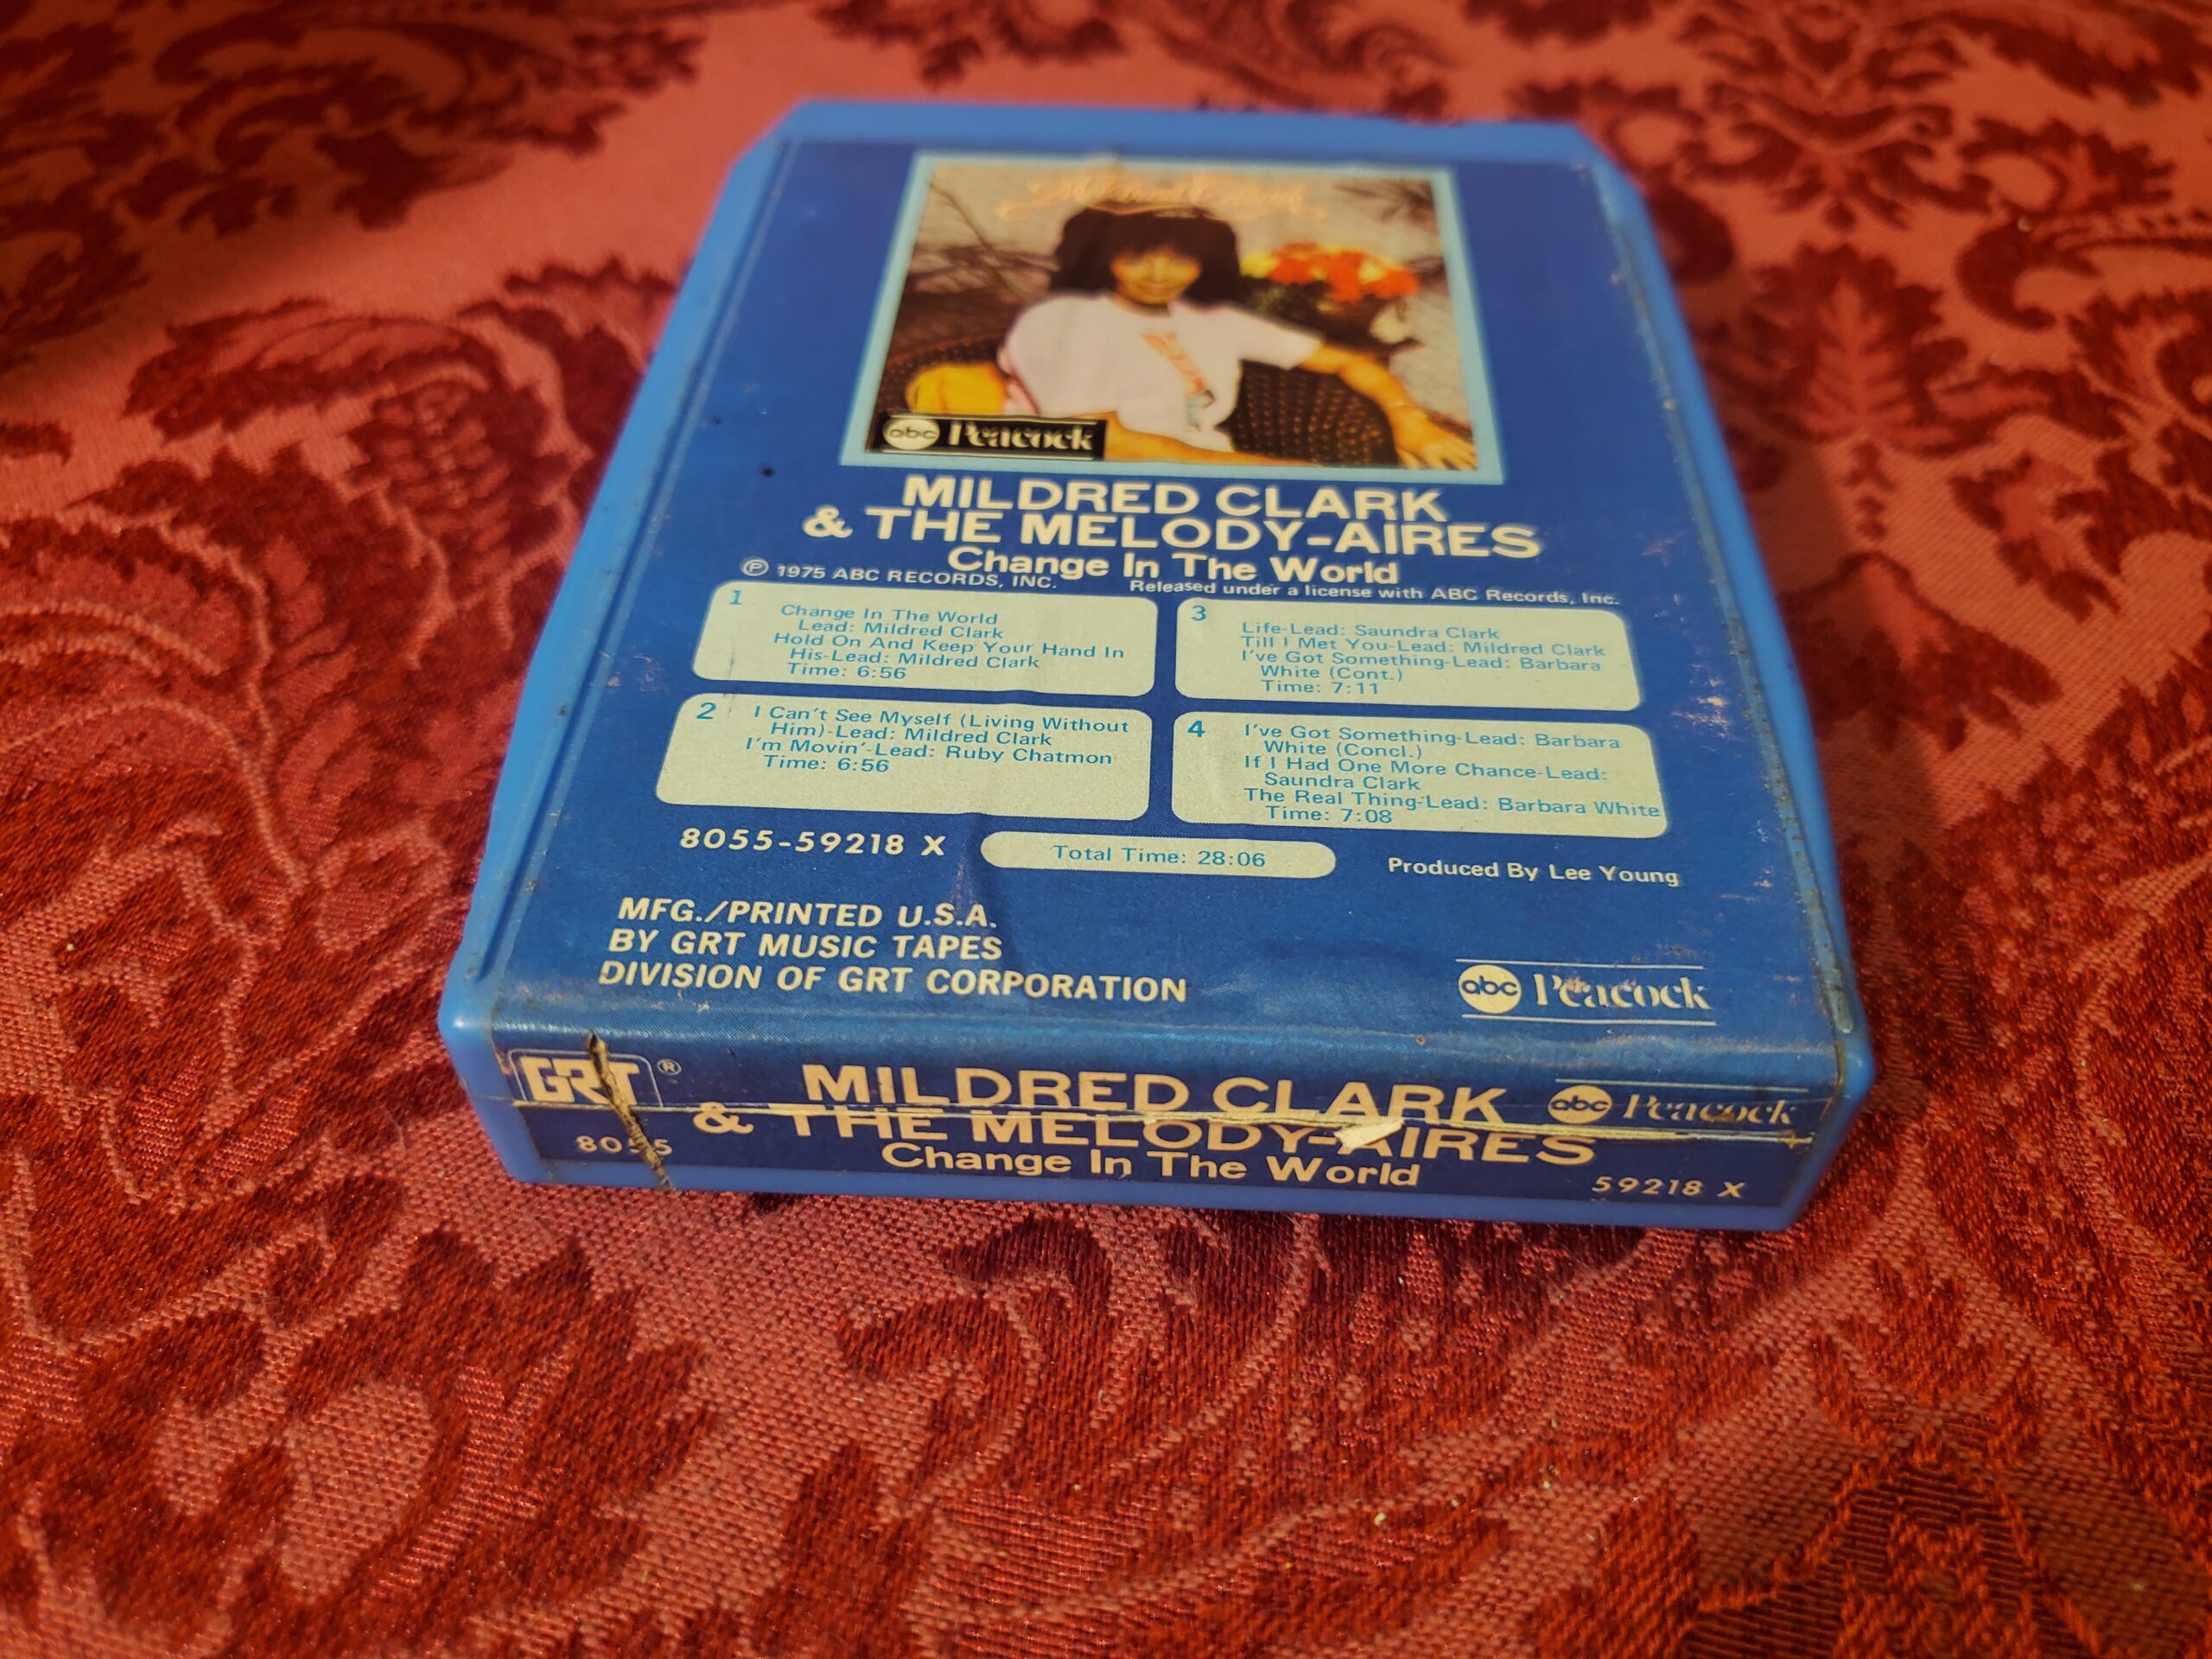 Mildred Clark
abc Peacock
MILDRED CLARK
& THE MELODY-AIRES
Change In The World
Ⓟ 1975 ABC RECORDS, INC. Released under a license with ABC Records, Inc.
1
Change In The World
Lead: Mildred Clark
Hold On And Keep Your Hand In
His-Lead: Mildred Clark
Time: 6:56
2
I Can't See Myself (Living Without
Him)-Lead: Mildred Clark
I'm Movin'-Lead: Ruby Chatmon
Time: 6:56
3
Life-Lead: Saundra Clark
Till I Met You-Lead: Mildred Clark
I've Got Something-Lead: Barbara
White (Cont.)
Time: 7:11
4
I've Got Something-Lead: Barbara
White (Concl.)
If I Had One More Chance-Lead:
Saundra Clark
The Real Thing-Lead: Barbara White
Time: 7:08
8055-59218 X
Total Time: 28:06
Produced By Lee Young
MFG./PRINTED U.S.A.
BY GRT MUSIC TAPES
DIVISION OF GRT CORPORATION
abc Peacock
GRT®
MILDRED CLARK
& THE MELODY-AIRES
Change In The World
abc Peacock
8055
59218 X